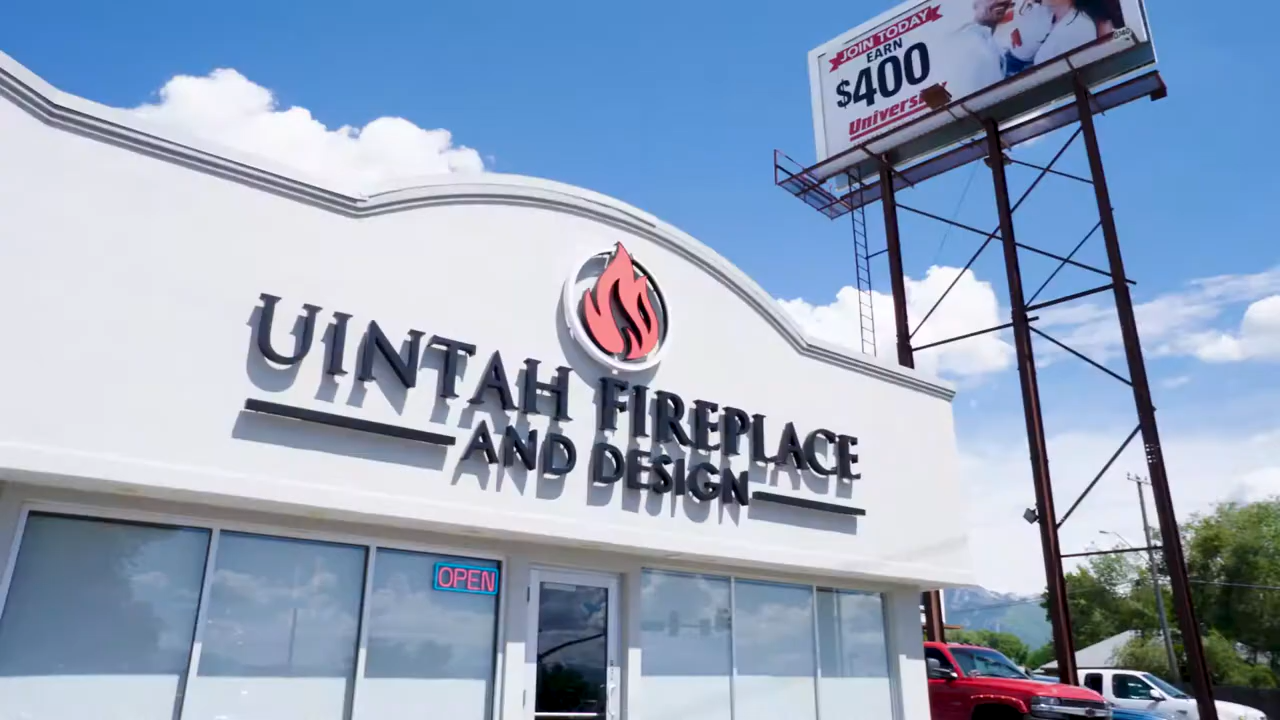 JOIN TODAY
EARN
$400
UINTAH FIREPLACE
AND DESIGN
OPEN